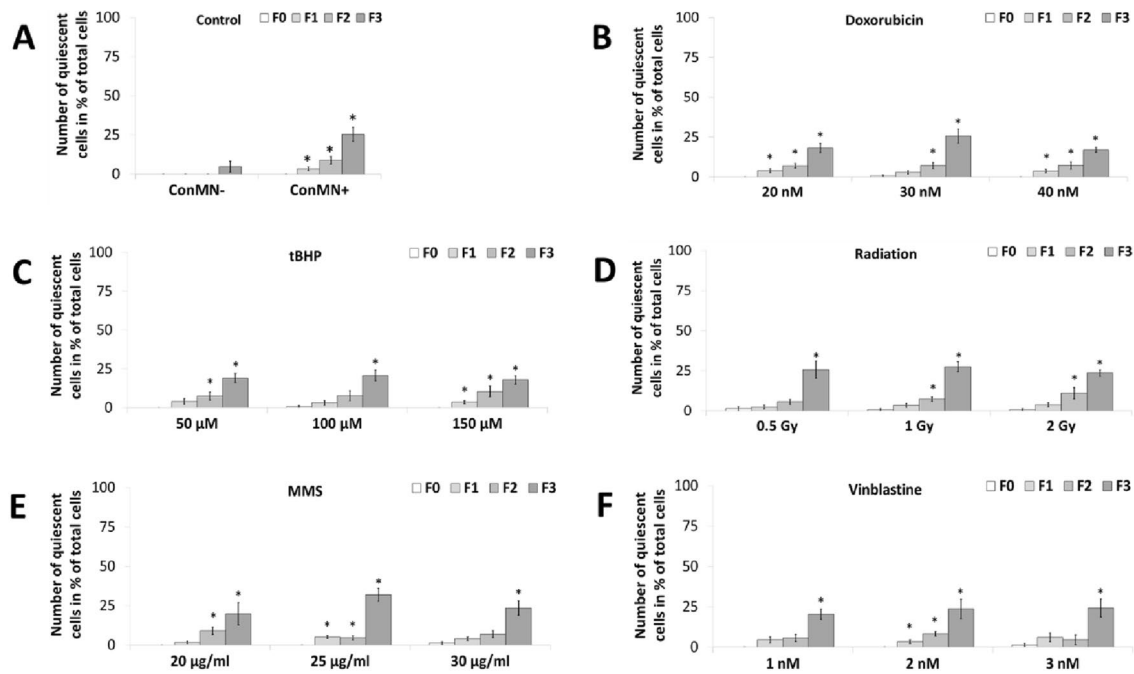 A
Control
F0 F1 F2 F3
Number of quiescent
cells in % of total cells
100
75
50
25
0
* * *
ConMN- ConMN+
B
Doxorubicin
F0 F1 F2 F3
Number of quiescent
cells in % of total cells
100
75
50
25
0
* * * * * * * *
20 nM 30 nM 40 nM
C
tBHP
F0 F1 F2 F3
Number of quiescent
cells in % of total cells
100
75
50
25
0
* * * * * *
50 µM 100 µM 150 µM
D
Radiation
F0 F1 F2 F3
Number of quiescent
cells in % of total cells
100
75
50
25
0
* * * * *
0.5 Gy 1 Gy 2 Gy
E
MMS
F0 F1 F2 F3
Number of quiescent
cells in % of total cells
100
75
50
25
0
* * * * * *
20 µg/ml 25 µg/ml 30 µg/ml
F
Vinblastine
F0 F1 F2 F3
Number of quiescent
cells in % of total cells
100
75
50
25
0
* * * * *
1 nM 2 nM 3 nM